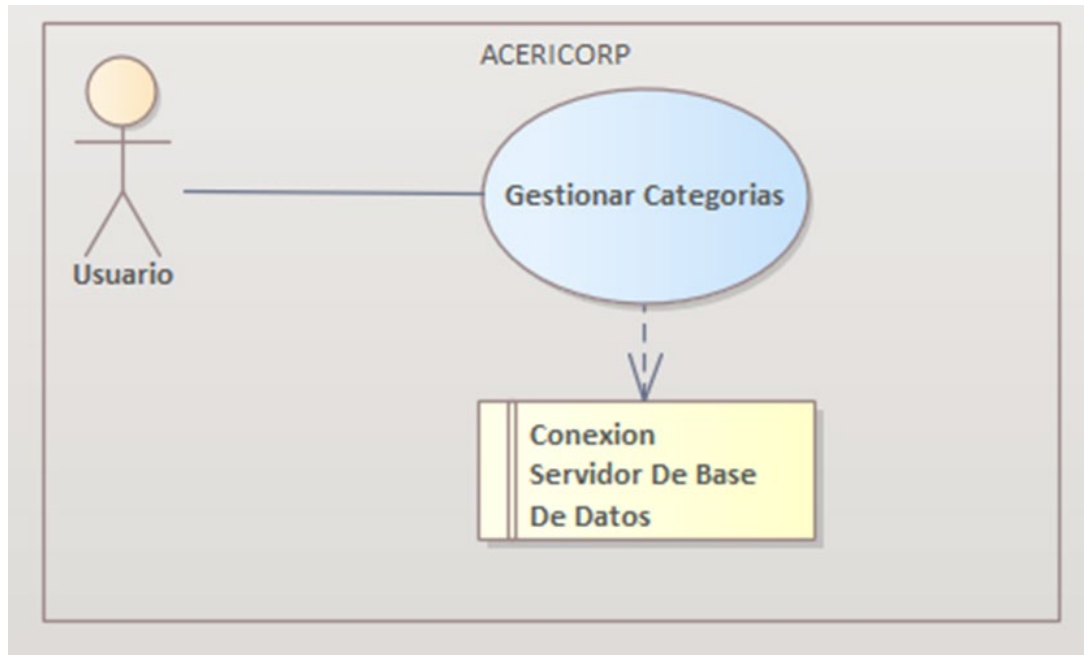 ACERICORP
Gestionar Categorias
Usuario
Conexion
Servidor De Base
De Datos